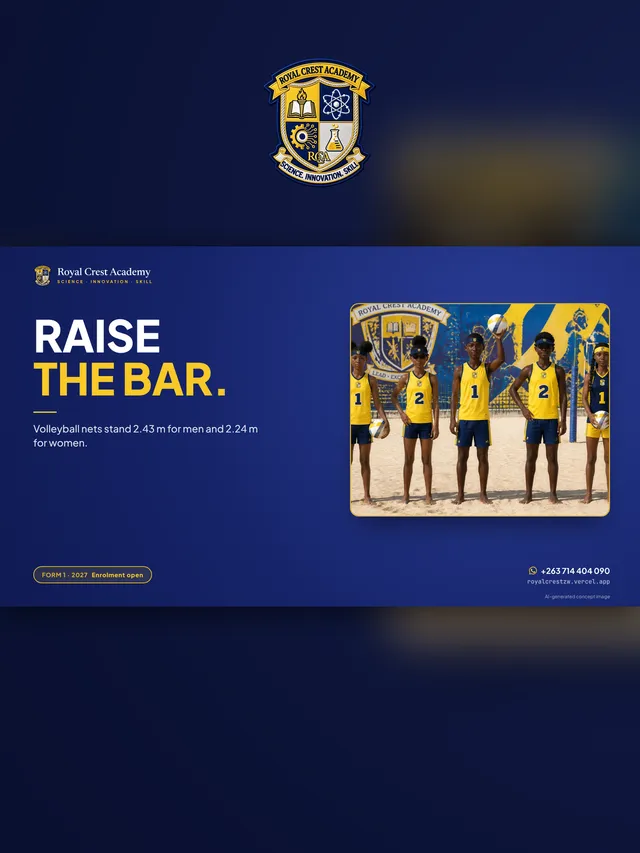 ROYAL CREST ACADEMY
RCA
SCIENCE. INNOVATION. SKILL
Royal Crest Academy
SCIENCE · INNOVATION · SKILL
RAISE
THE BAR.
Volleyball nets stand 2.43 m for men and 2.24 m
for women.
ROYAL CREST ACADEMY
1
2
1
2
1
FORM 1 · 2027 Enrolment open
+263 714 404 090
royalcrestzw.vercel.app
AI-generated concept image